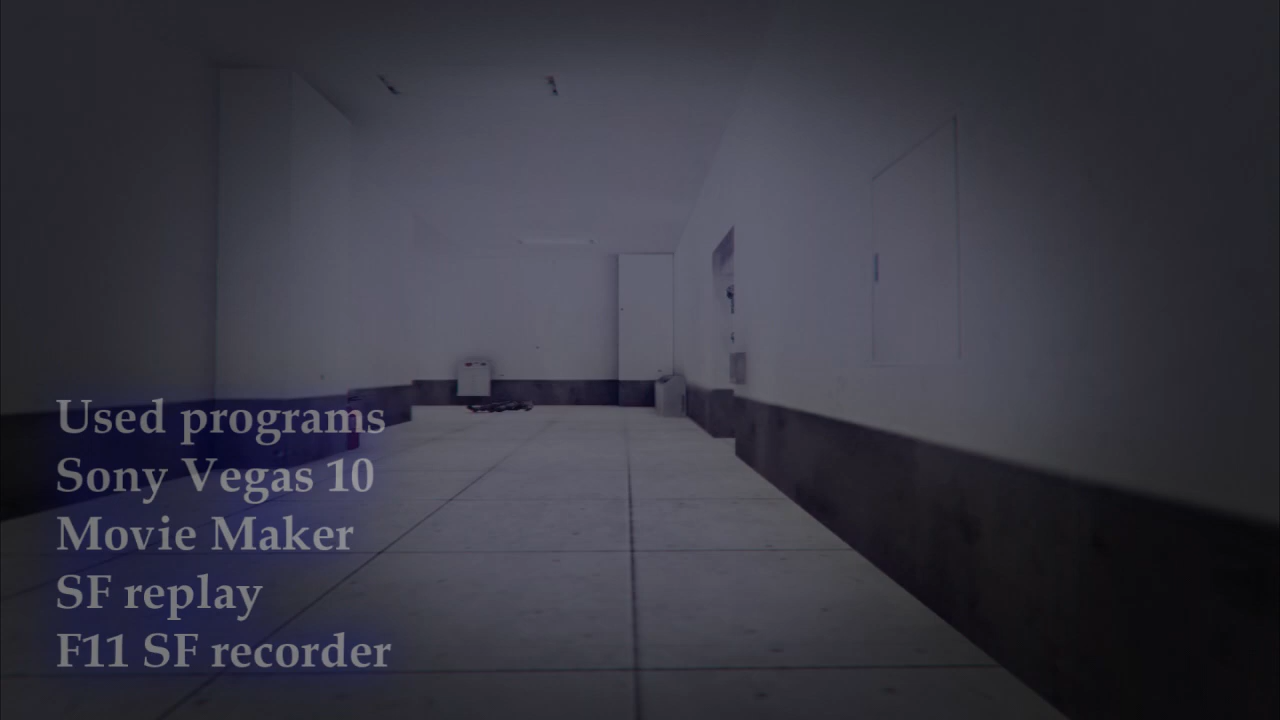 Used programs
Sony Vegas 10
Movie Maker
SF replay
F11 SF recorder